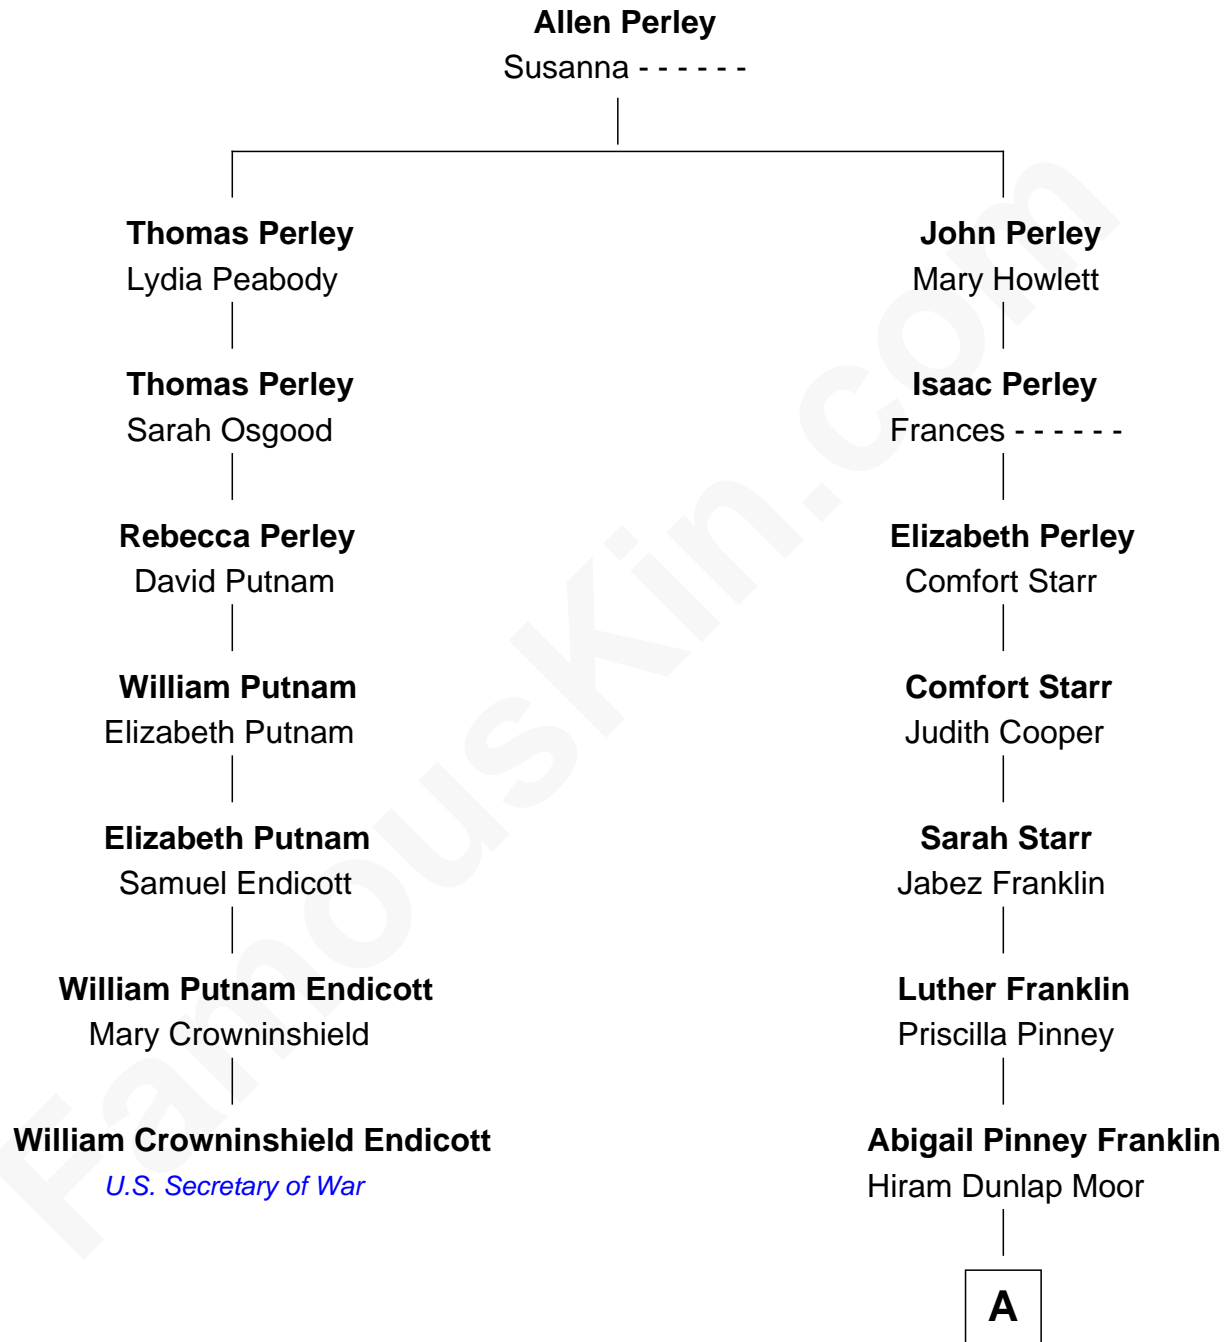 Allen Perley
Susanna - - - - - -
Thomas Perley
Lydia Peabody
John Perley
Mary Howlett
Thomas Perley
Sarah Osgood
Isaac Perley
Frances - - - - - -
Rebecca Perley
David Putnam
Elizabeth Perley
Comfort Starr
William Putnam
Elizabeth Putnam
Comfort Starr
Judith Cooper
Elizabeth Putnam
Samuel Endicott
Sarah Starr
Jabez Franklin
William Putnam Endicott
Mary Crowninshield
Luther Franklin
Priscilla Pinney
William Crowninshield Endicott
U.S. Secretary of War
Abigail Pinney Franklin
Hiram Dunlap Moor
A
FamousKin.com